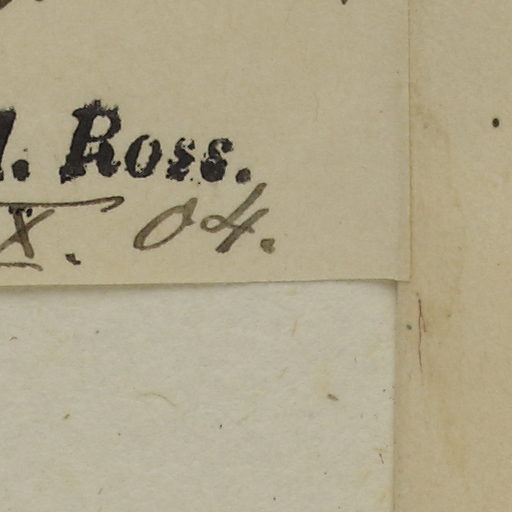 . Ross.
X. 04.